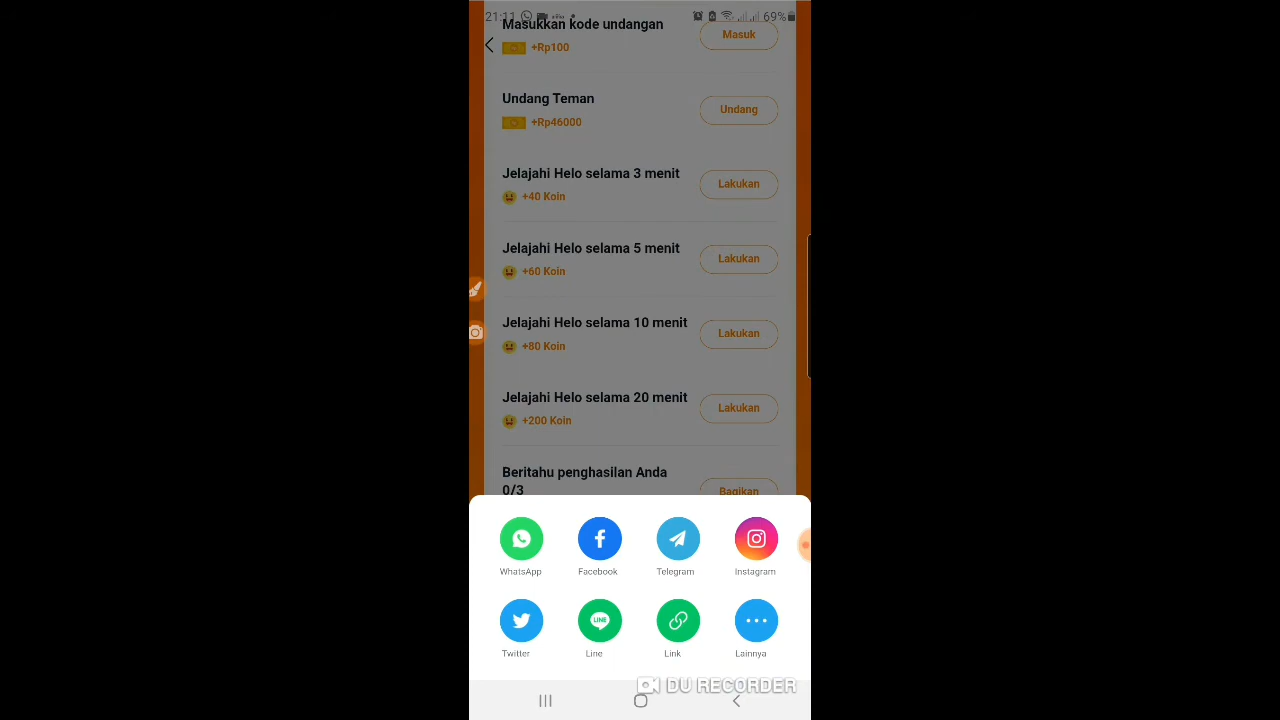 21:11
69%
Masukkan kode undangan
+Rp100
Masuk
Undang Teman
+Rp46000
Undang
Jelajahi Helo selama 3 menit
+40 Koin
Lakukan
Jelajahi Helo selama 5 menit
+60 Koin
Lakukan
Jelajahi Helo selama 10 menit
+80 Koin
Lakukan
Jelajahi Helo selama 20 menit
+200 Koin
Lakukan
Beritahu penghasilan Anda
0/3
Bagikan
WhatsApp
Facebook
Telegram
Instagram
LINE
Twitter
Line
Link
Lainnya
DU RECORDER